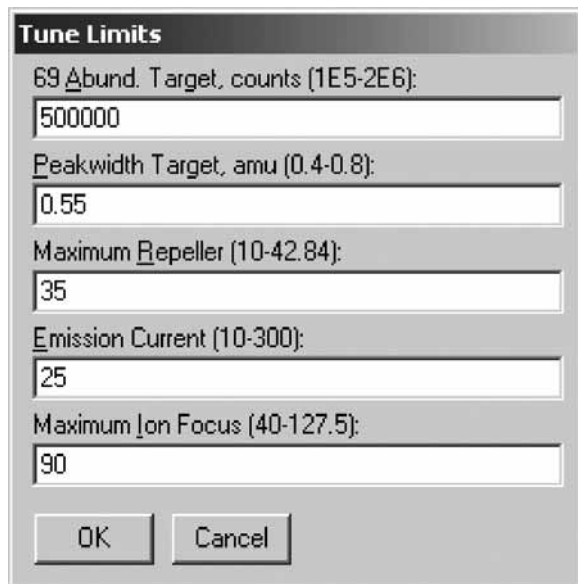 Tune Limits
69 Abund. Target, counts (1E5-2E6):
500000
Peakwidth Target, amu (0.4-0.8):
0.55
Maximum Repeller (10-42.84):
35
Emission Current (10-300):
25
Maximum Ion Focus (40-127.5):
90
OK Cancel